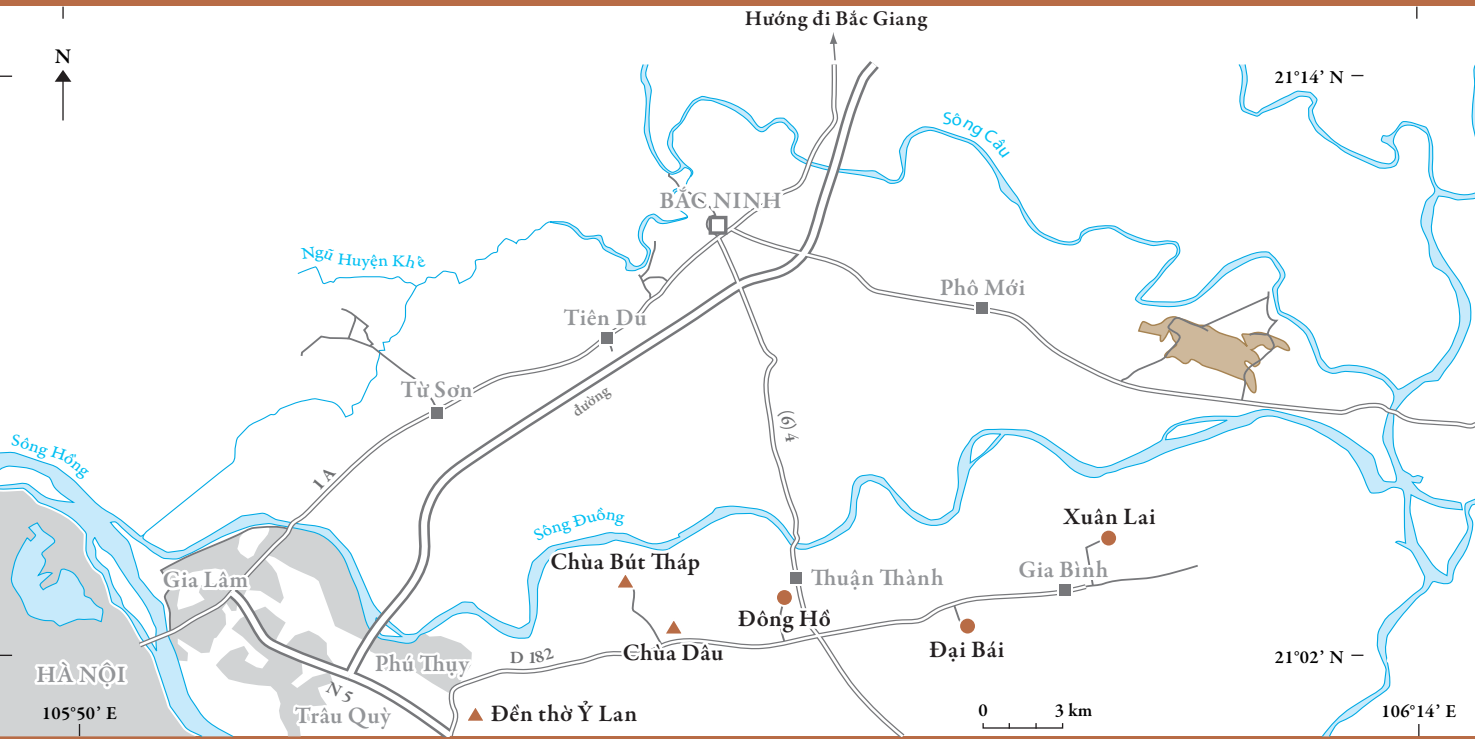 Hướng đi Bắc Giang
N
21°14’ N
Sông Cầu
BẮC NINH
Ngũ Huyện Khê
Phô Mới
Tiên Du
Từ Sơn
đường
(6) 4
Sông Hồng
1 A
Sông Đuồng
Xuân Lai
Chùa Bút Tháp
Gia Lâm
Thuận Thành
Gia Bình
Đông Hồ
Chùa Dâu
Đại Bái
D 182
21°02’ N
Phú Thụy
HÀ NỘI
N 5
105°50’ E
Trâu Quỳ
Đền thờ Ỷ Lan
0 3 km
106°14’ E